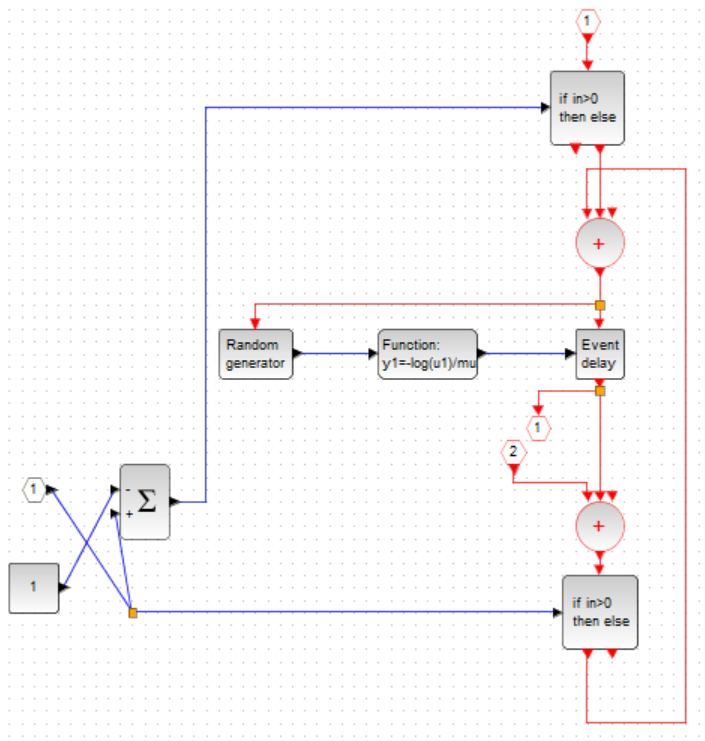 1
if in>0
then else
+
Random
generator
Function:
y1=-log(u1)/mu
Event
delay
1
2
1
-
+
Σ
+
1
if in>0
then else